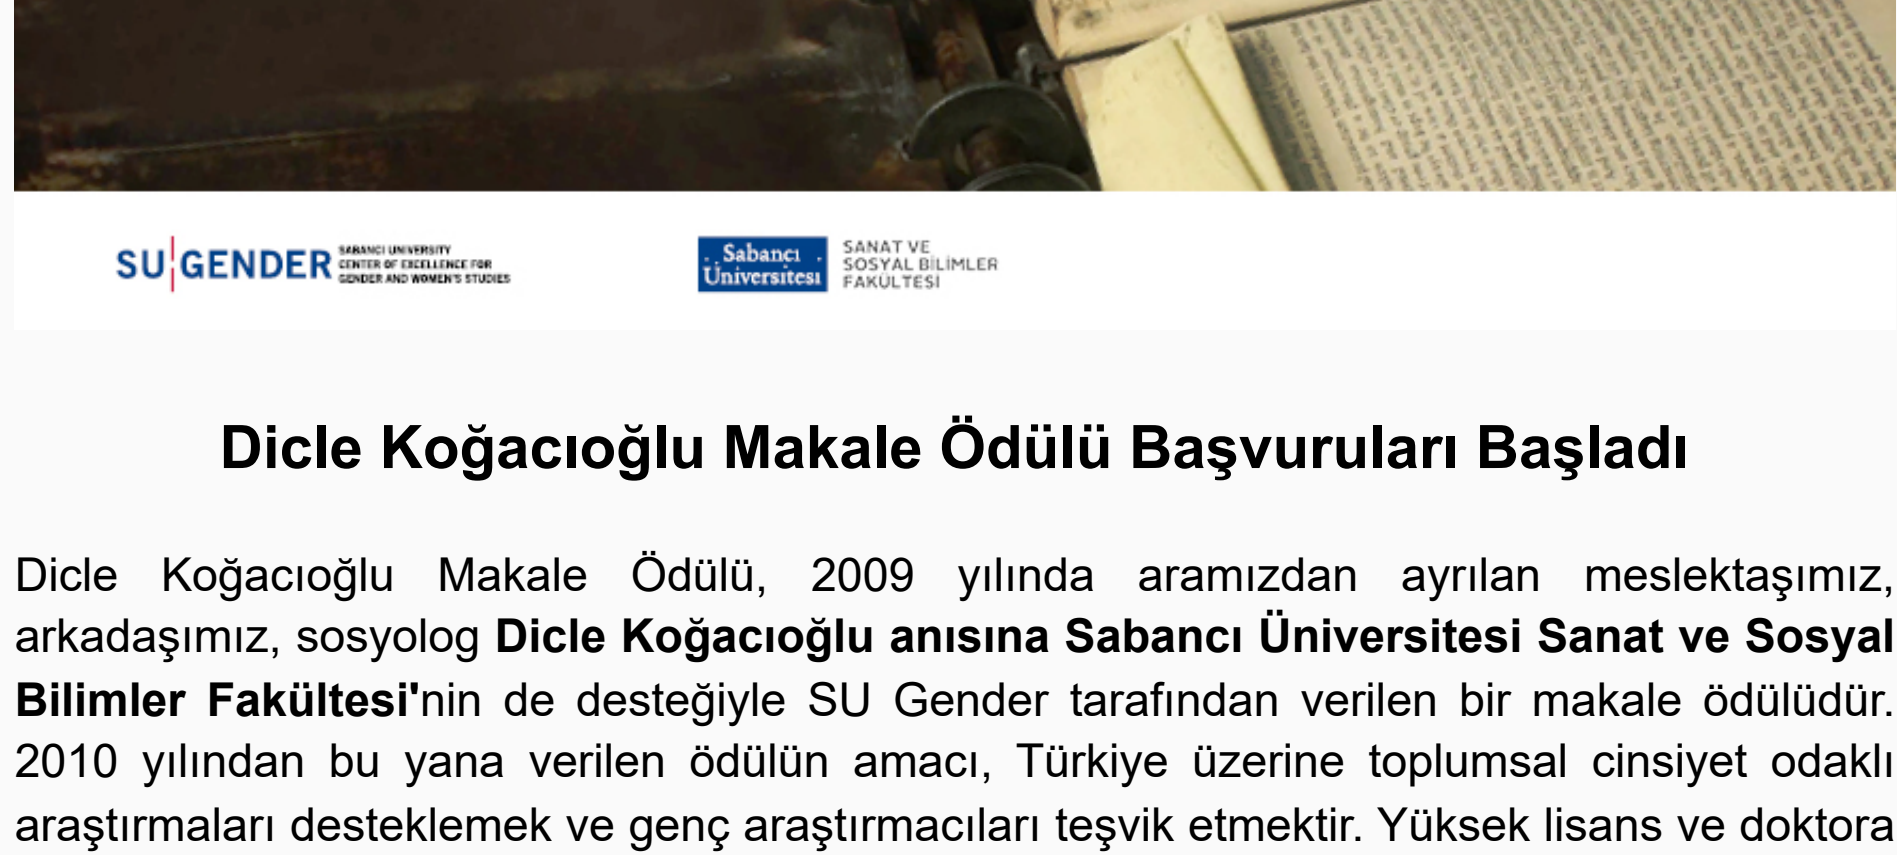 SU GENDER
SABANCI UNIVERSITY
CENTER OF EXCELLENCE FOR
GENDER AND WOMEN'S STUDIES
Sabancı
Üniversitesi
SANAT VE
SOSYAL BİLİMLER
FAKÜLTESİ
Dicle Koğacıoğlu Makale Ödülü Başvuruları Başladı
Dicle Koğacıoğlu Makale Ödülü, 2009 yılında aramızdan ayrılan meslektaşımız,
arkadaşımız, sosyolog Dicle Koğacıoğlu anısına Sabancı Üniversitesi Sanat ve Sosyal
Bilimler Fakültesi'nin de desteğiyle SU Gender tarafından verilen bir makale ödülüdür.
2010 yılından bu yana verilen ödülün amacı, Türkiye üzerine toplumsal cinsiyet odaklı
araştırmaları desteklemek ve genç araştırmacıları teşvik etmektir. Yüksek lisans ve doktora